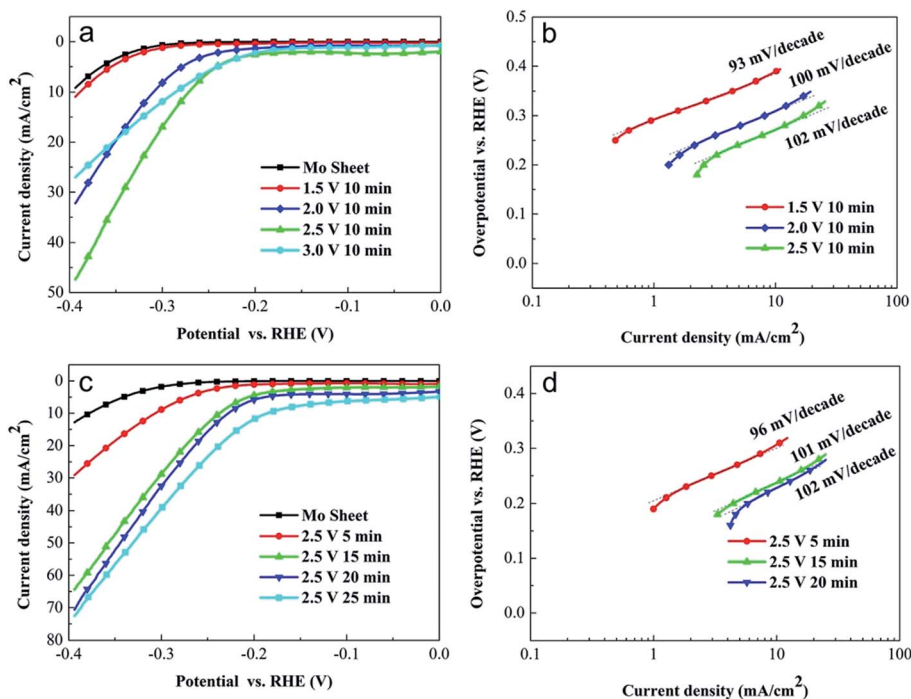 a
0
10
20
30
40
50
Current density (mA/cm²)
Mo Sheet
1.5 V 10 min
2.0 V 10 min
2.5 V 10 min
3.0 V 10 min
-0.4
-0.3
-0.2
-0.1
0.0
Potential vs. RHE (V)
b
0.5
0.4
0.3
0.2
0.1
0.0
Overpotential vs. RHE (V)
93 mV/decade
100 mV/decade
102 mV/decade
1.5 V 10 min
2.0 V 10 min
2.5 V 10 min
0.1
1
10
100
Current density (mA/cm²)
c
0
10
20
30
40
50
60
70
80
Current density (mA/cm²)
Mo Sheet
2.5 V 5 min
2.5 V 15 min
2.5 V 20 min
2.5 V 25 min
-0.4
-0.3
-0.2
-0.1
0.0
Potential vs. RHE (V)
d
0.4
0.3
0.2
0.1
0.0
Overpotential vs. RHE (V)
96 mV/decade
101 mV/decade
102 mV/decade
2.5 V 5 min
2.5 V 15 min
2.5 V 20 min
0.1
1
10
100
Current density (mA/cm²)